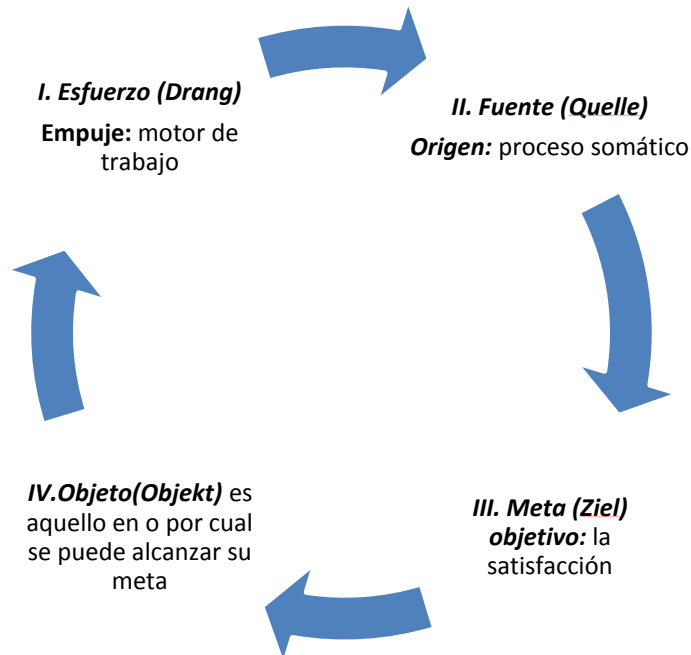 I. Esfuerzo (Drang)
Empuje: motor de
trabajo
II. Fuente (Quelle)
Origen: proceso somático
III. Meta (Ziel)
objetivo: la
satisfacción
IV.Objeto(Objekt) es
aquello en o por cual
se puede alcanzar su
meta